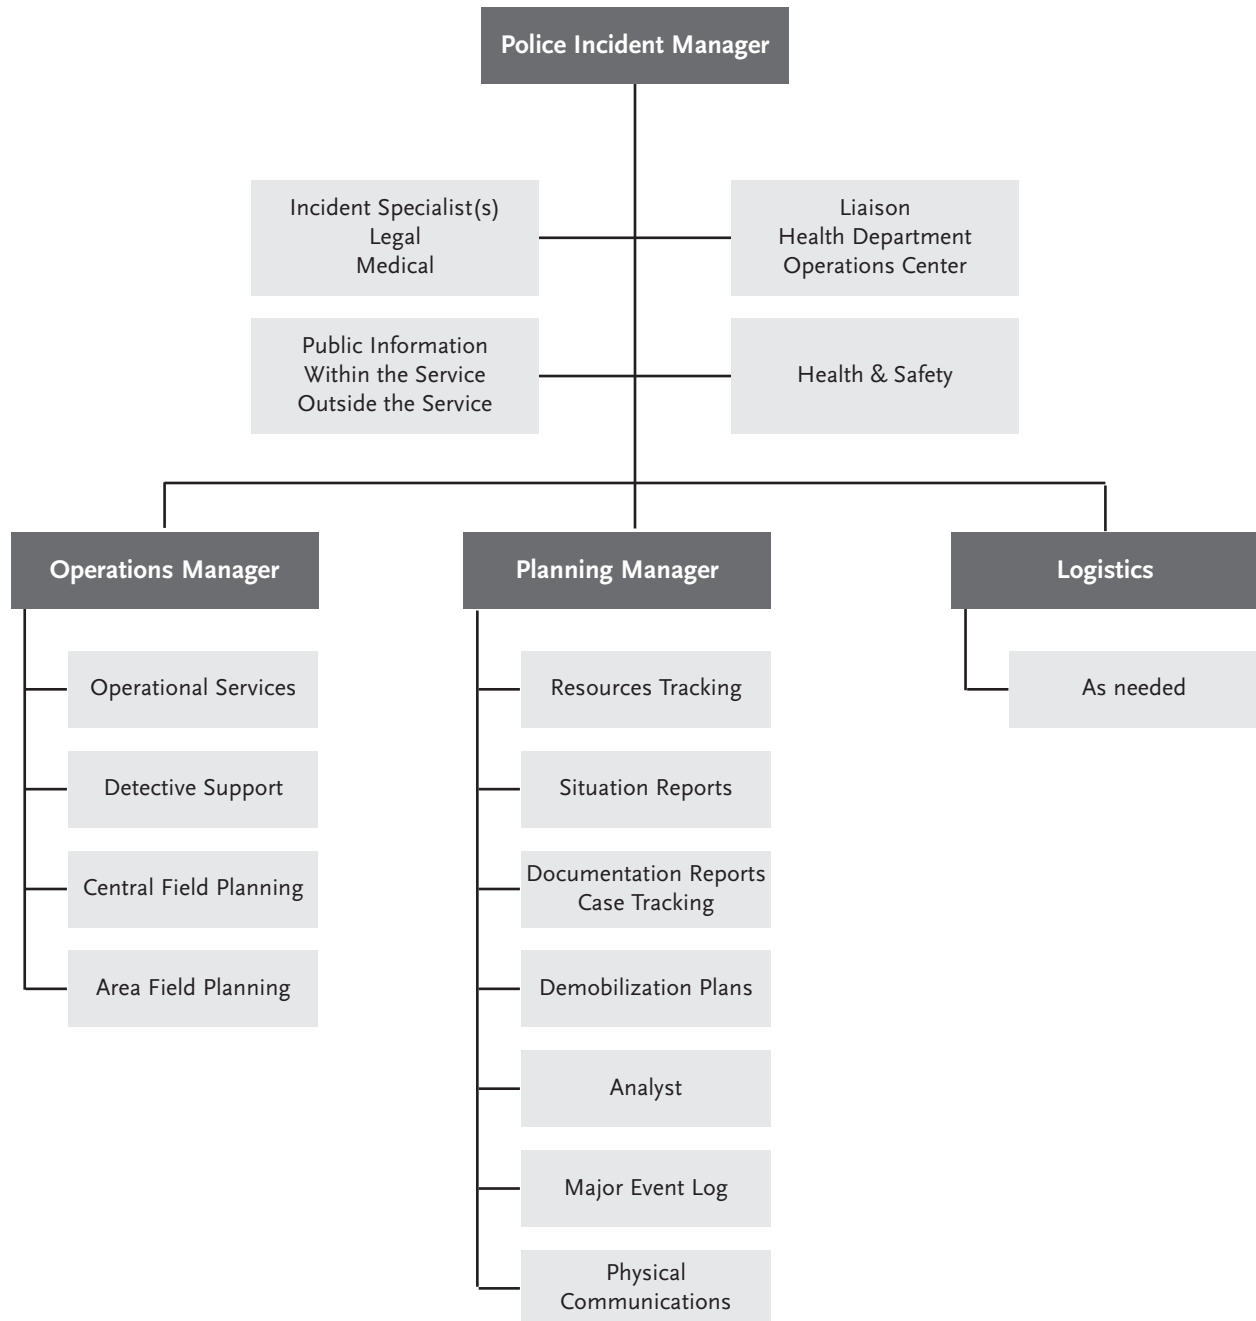 Police Incident Manager
Incident Specialist(s)
Legal
Medical
Liaison
Health Department
Operations Center
Public Information
Within the Service
Outside the Service
Health & Safety
Operations Manager
Planning Manager
Logistics
Operational Services
Detective Support
Central Field Planning
Area Field Planning
Resources Tracking
Situation Reports
Documentation Reports
Case Tracking
Demobilization Plans
Analyst
Major Event Log
Physical
Communications
As needed